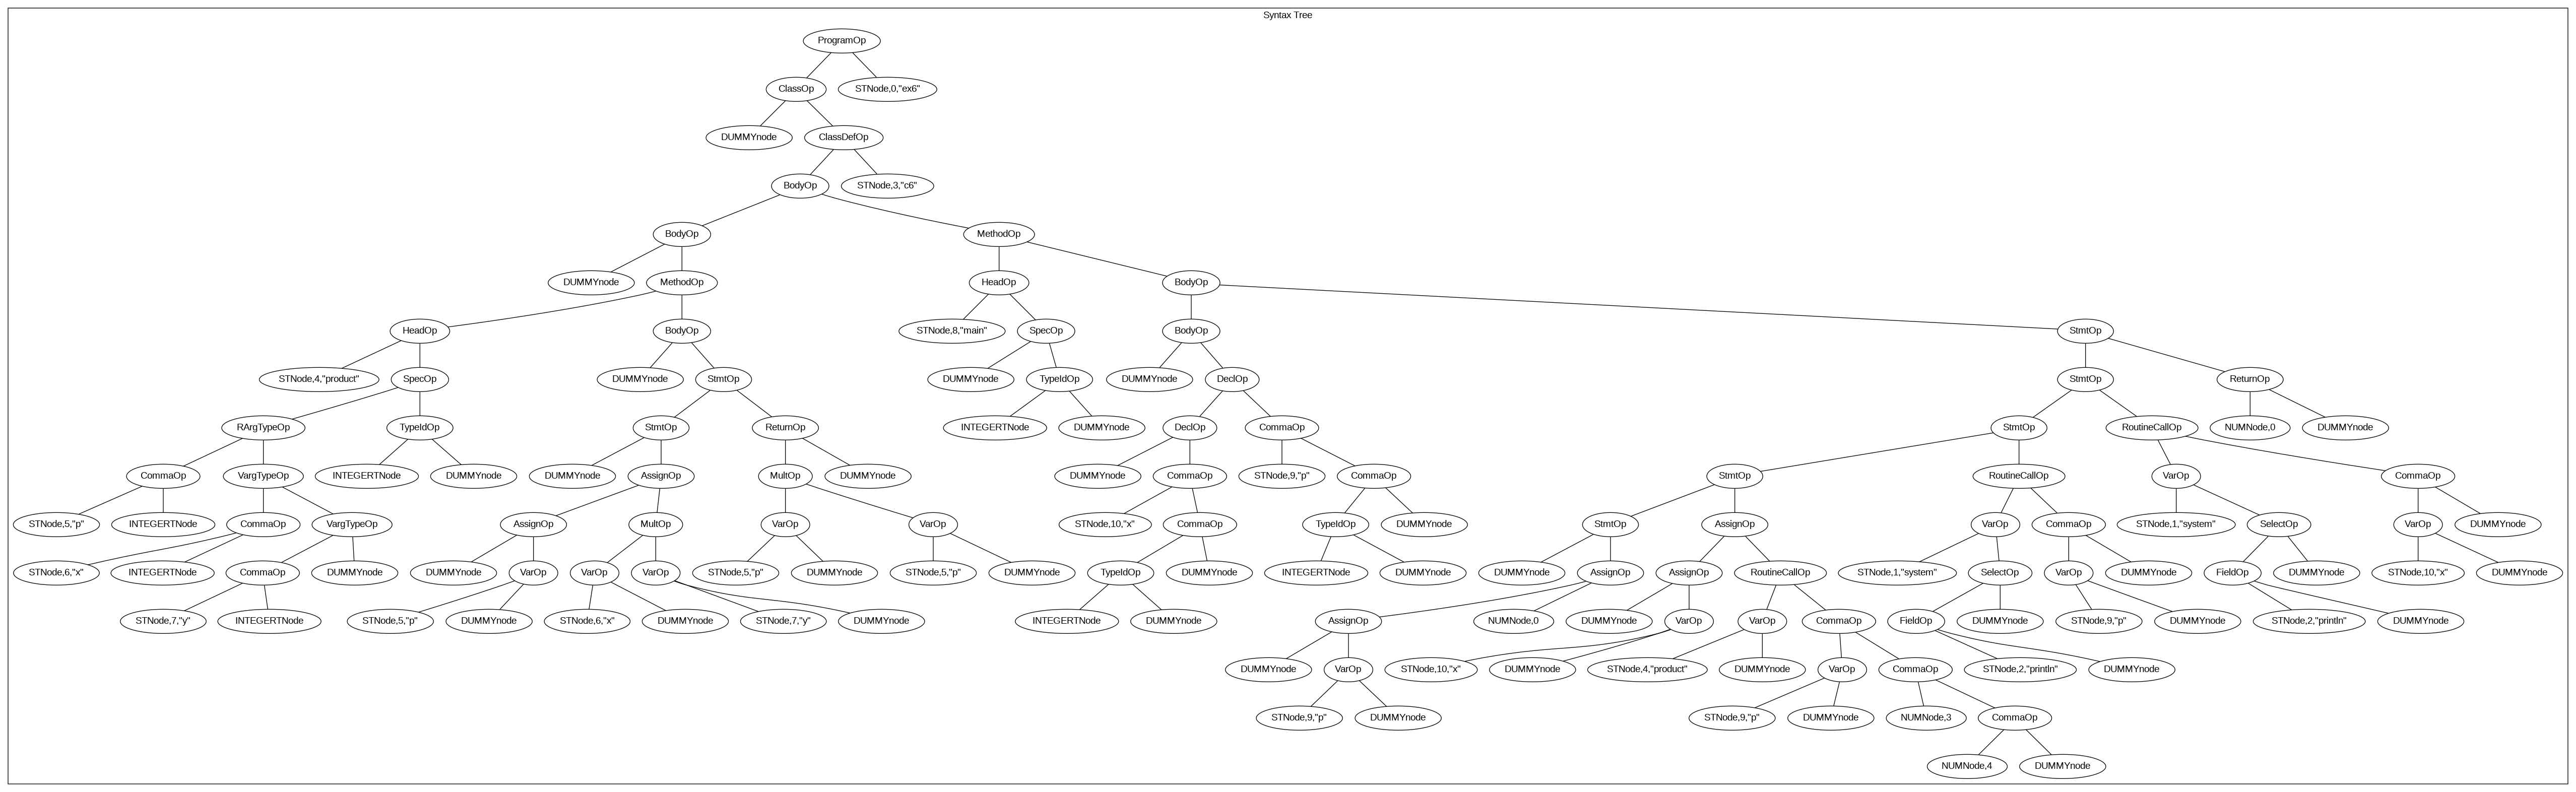 Syntax Tree
ProgramOp
ClassOp STNode,0,"ex6"
DUMMYnode ClassDefOp
BodyOp STNode,3,"c6"
BodyOp MethodOp
DUMMYnode MethodOp HeadOp BodyOp
HeadOp BodyOp STNode,8,"main" SpecOp BodyOp StmtOp
STNode,4,"product" SpecOp DUMMYnode StmtOp DUMMYnode TypeIdOp DUMMYnode DeclOp StmtOp ReturnOp
RArgTypeOp TypeIdOp StmtOp ReturnOp INTEGERTNode DUMMYnode DeclOp CommaOp StmtOp RoutineCallOp NUMNode,0 DUMMYnode
CommaOp VargTypeOp INTEGERTNode DUMMYnode DUMMYnode AssignOp MultOp DUMMYnode DUMMYnode CommaOp STNode,9,"p" CommaOp StmtOp RoutineCallOp VarOp CommaOp
STNode,5,"p" INTEGERTNode CommaOp VargTypeOp AssignOp MultOp VarOp VarOp STNode,10,"x" CommaOp TypeIdOp DUMMYnode StmtOp AssignOp VarOp CommaOp STNode,1,"system" SelectOp VarOp DUMMYnode
STNode,6,"x" INTEGERTNode CommaOp DUMMYnode DUMMYnode VarOp VarOp VarOp STNode,5,"p" DUMMYnode STNode,5,"p" DUMMYnode TypeIdOp DUMMYnode INTEGERTNode DUMMYnode DUMMYnode AssignOp AssignOp RoutineCallOp STNode,1,"system" SelectOp VarOp DUMMYnode FieldOp DUMMYnode STNode,10,"x" DUMMYnode
STNode,7,"y" INTEGERTNode STNode,5,"p" DUMMYnode STNode,6,"x" DUMMYnode STNode,7,"y" DUMMYnode INTEGERTNode DUMMYnode AssignOp NUMNode,0 DUMMYnode VarOp VarOp CommaOp FieldOp DUMMYnode STNode,9,"p" DUMMYnode STNode,2,"println" DUMMYnode
DUMMYnode VarOp STNode,10,"x" DUMMYnode STNode,4,"product" DUMMYnode VarOp CommaOp STNode,2,"println" DUMMYnode
STNode,9,"p" DUMMYnode STNode,9,"p" DUMMYnode NUMNode,3 CommaOp
NUMNode,4 DUMMYnode